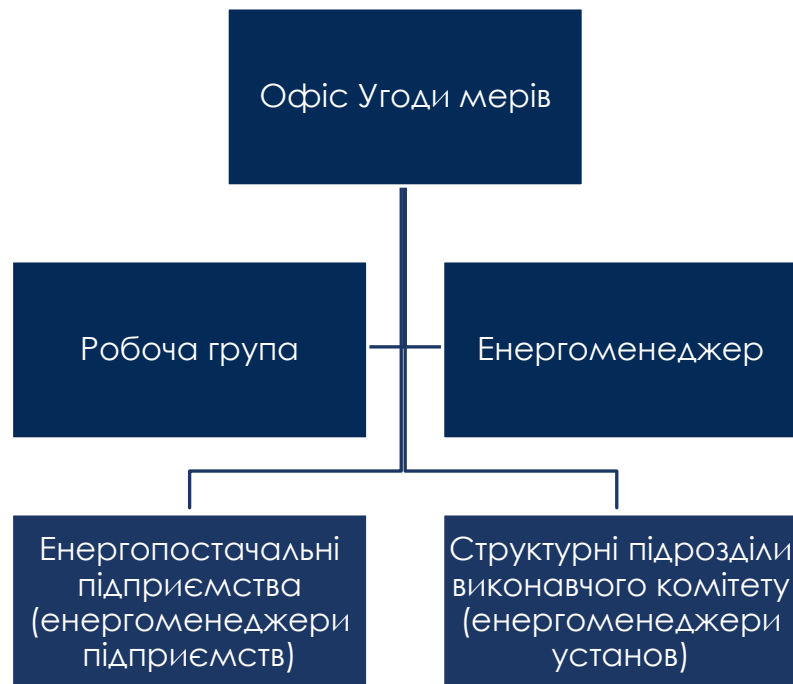 Офіс Угоди мерів
Робоча група
Енергоменеджер
Енергопостачальні
підприємства
(енергоменеджери
підприємств)
Структурні підрозділи
виконавчого комітету
(енергоменеджери
установ)